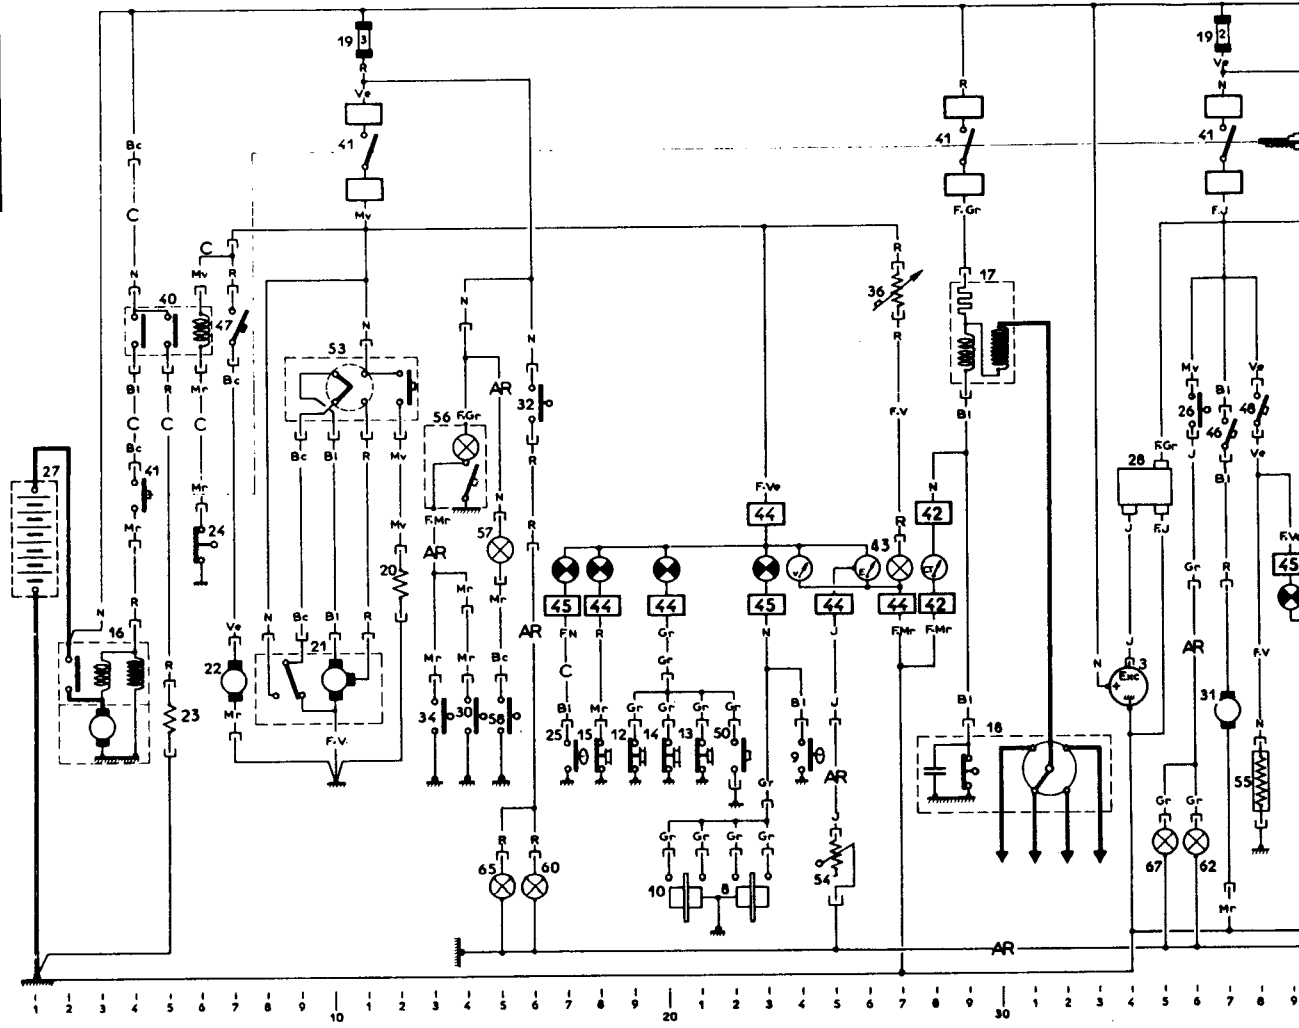 19 3 19 2
R Ve
Ve R N
Bc 41 41 41
C Mv F.Gr F.J
C R
N Mv R 36 17
40 N
47 53 R N
Bl R Mr Bc AR 32 Bl Mv Bl Ve
C C C 56 F.Gr F.V 26 46 48
Bc Bc Bl R Mv R J Ve
27 41 F.Gr
Mr N F.Ve N 28 Bl
Mr 24 F.Mr 57 44 R 42 J F.J
Mv R 43 F.Ve
AR 45
20 Mr Mr 45 44 44 45 44 44 42 Gr R
N R F.N R Gr N J F.Mr F.Mr
16 Ve N Bc Bl R Bc AR C J AR F.V
R 22 21 Mr Mr N 3
Exc
+
Bl Mr Gr Gr Gr Gr Bl J Bl 31
23 Mr 34 30 58 25 15 12 14 13 50 9 18 N
F.V. AR 55
Gr
R R Gr Gr Gr Gr J Gr Gr
65 60 10 8 54 67 62
Mr
AR
1 2 3 4 5 6 7 8 9 10 1 2 3 4 5 6 7 8 9 20 1 2 3 4 5 6 7 8 9 30 1 2 3 4 5 6 7 8 9